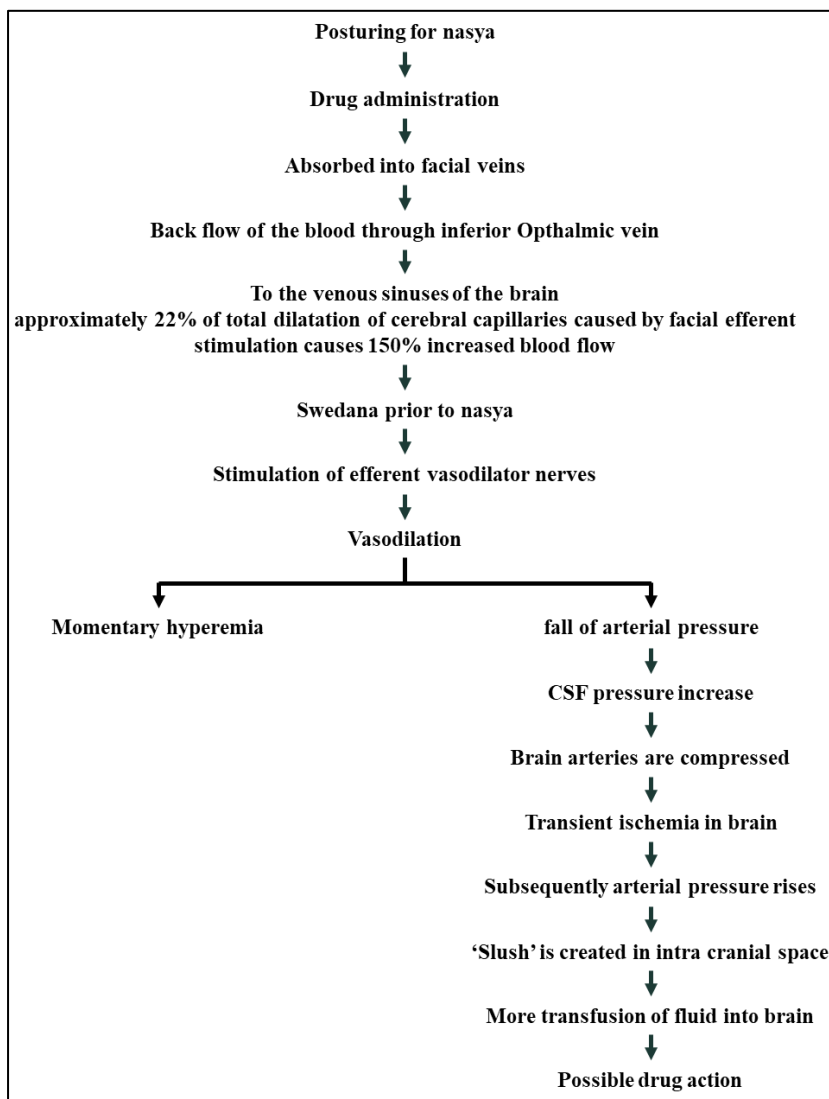 Posturing for nasya
Drug administration
Absorbed into facial veins
Back flow of the blood through inferior Opthalmic vein
To the venous sinuses of the brain
approximately 22% of total dilatation of cerebral capillaries caused by facial efferent
stimulation causes 150% increased blood flow
Swedana prior to nasya
Stimulation of efferent vasodilator nerves
Vasodilation
Momentary hyperemia
fall of arterial pressure
CSF pressure increase
Brain arteries are compressed
Transient ischemia in brain
Subsequently arterial pressure rises
‘Slush’ is created in intra cranial space
More transfusion of fluid into brain
Possible drug action